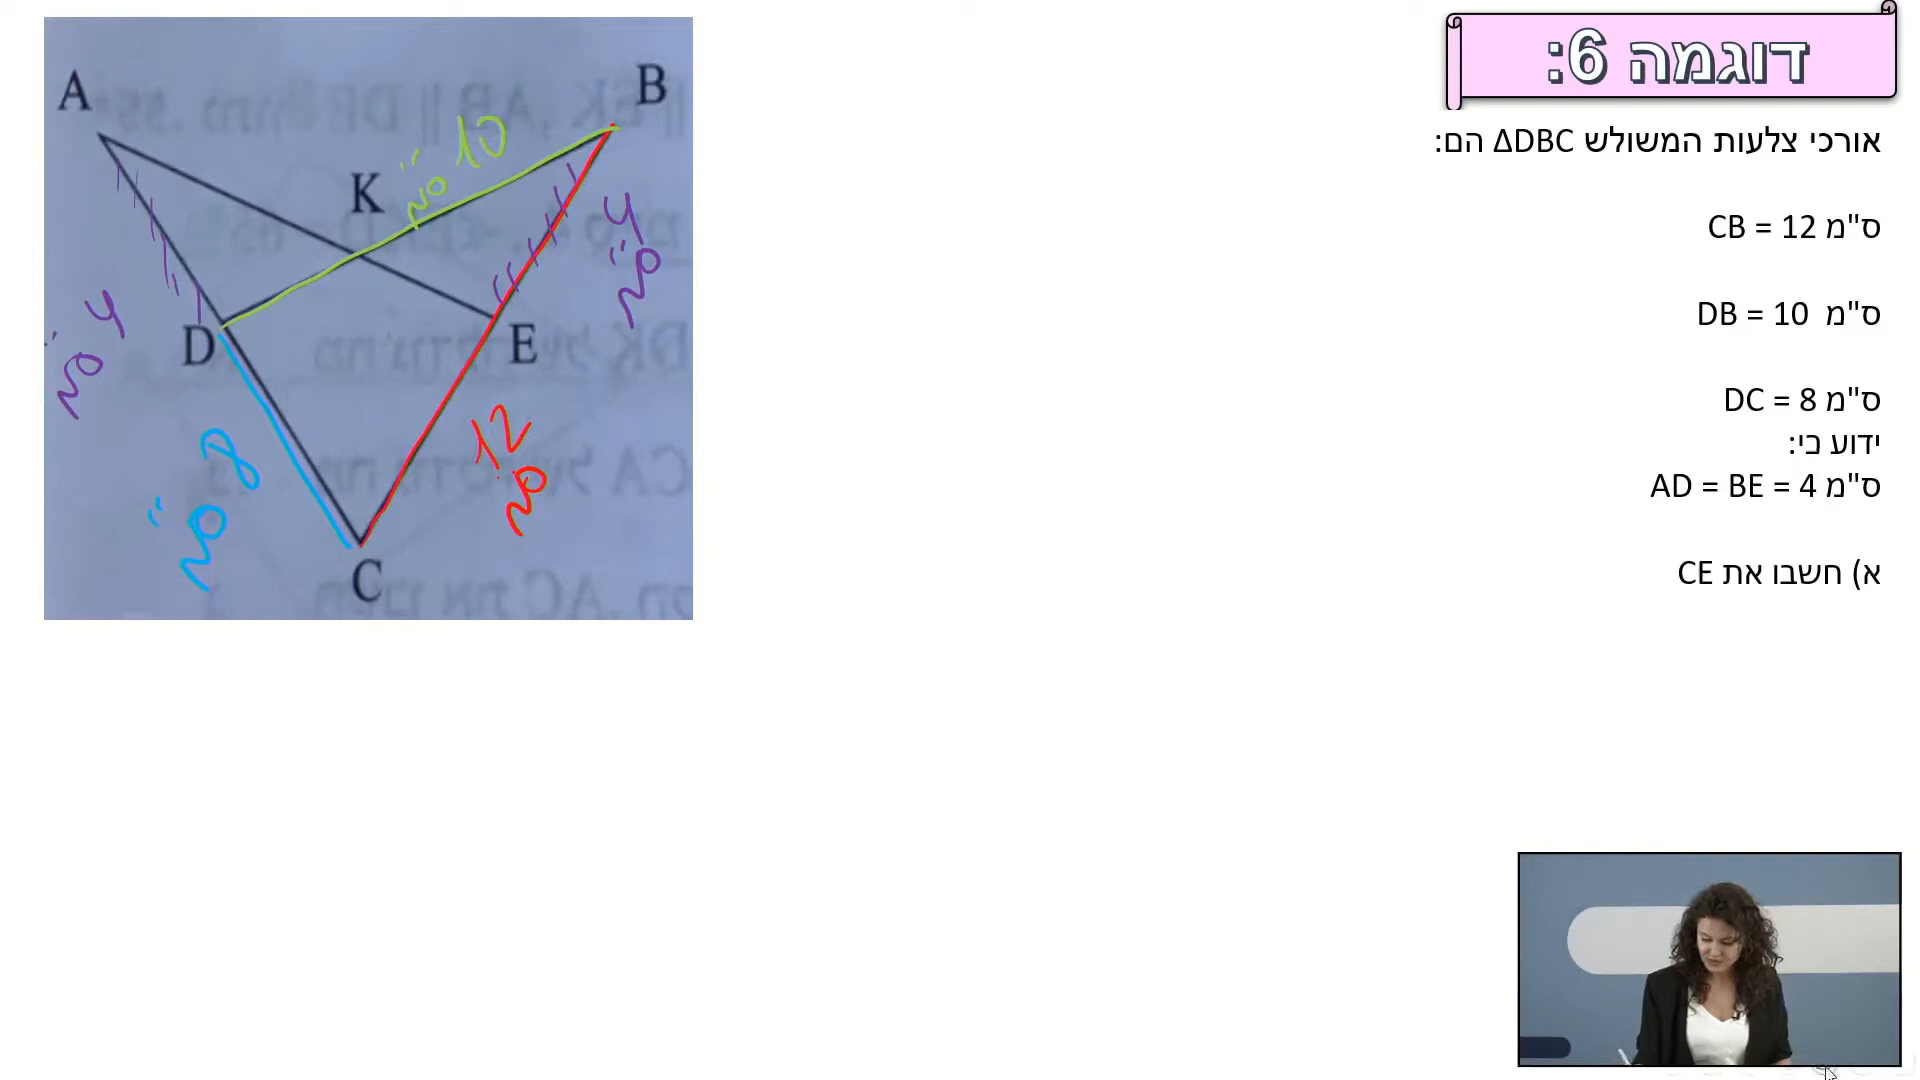 דוגמה 6:
אורכי צלעות המשולש ΔDBC הם:
CB = 12 ס"מ
DB = 10 ס"מ
DC = 8 ס"מ
ידוע כי:
AD = BE = 4 ס"מ
א) חשבו את CE
A
B
K
D
E
C
10 ס"מ
4 ס"מ
4 ס"מ
8 ס"מ
12 ס"מ